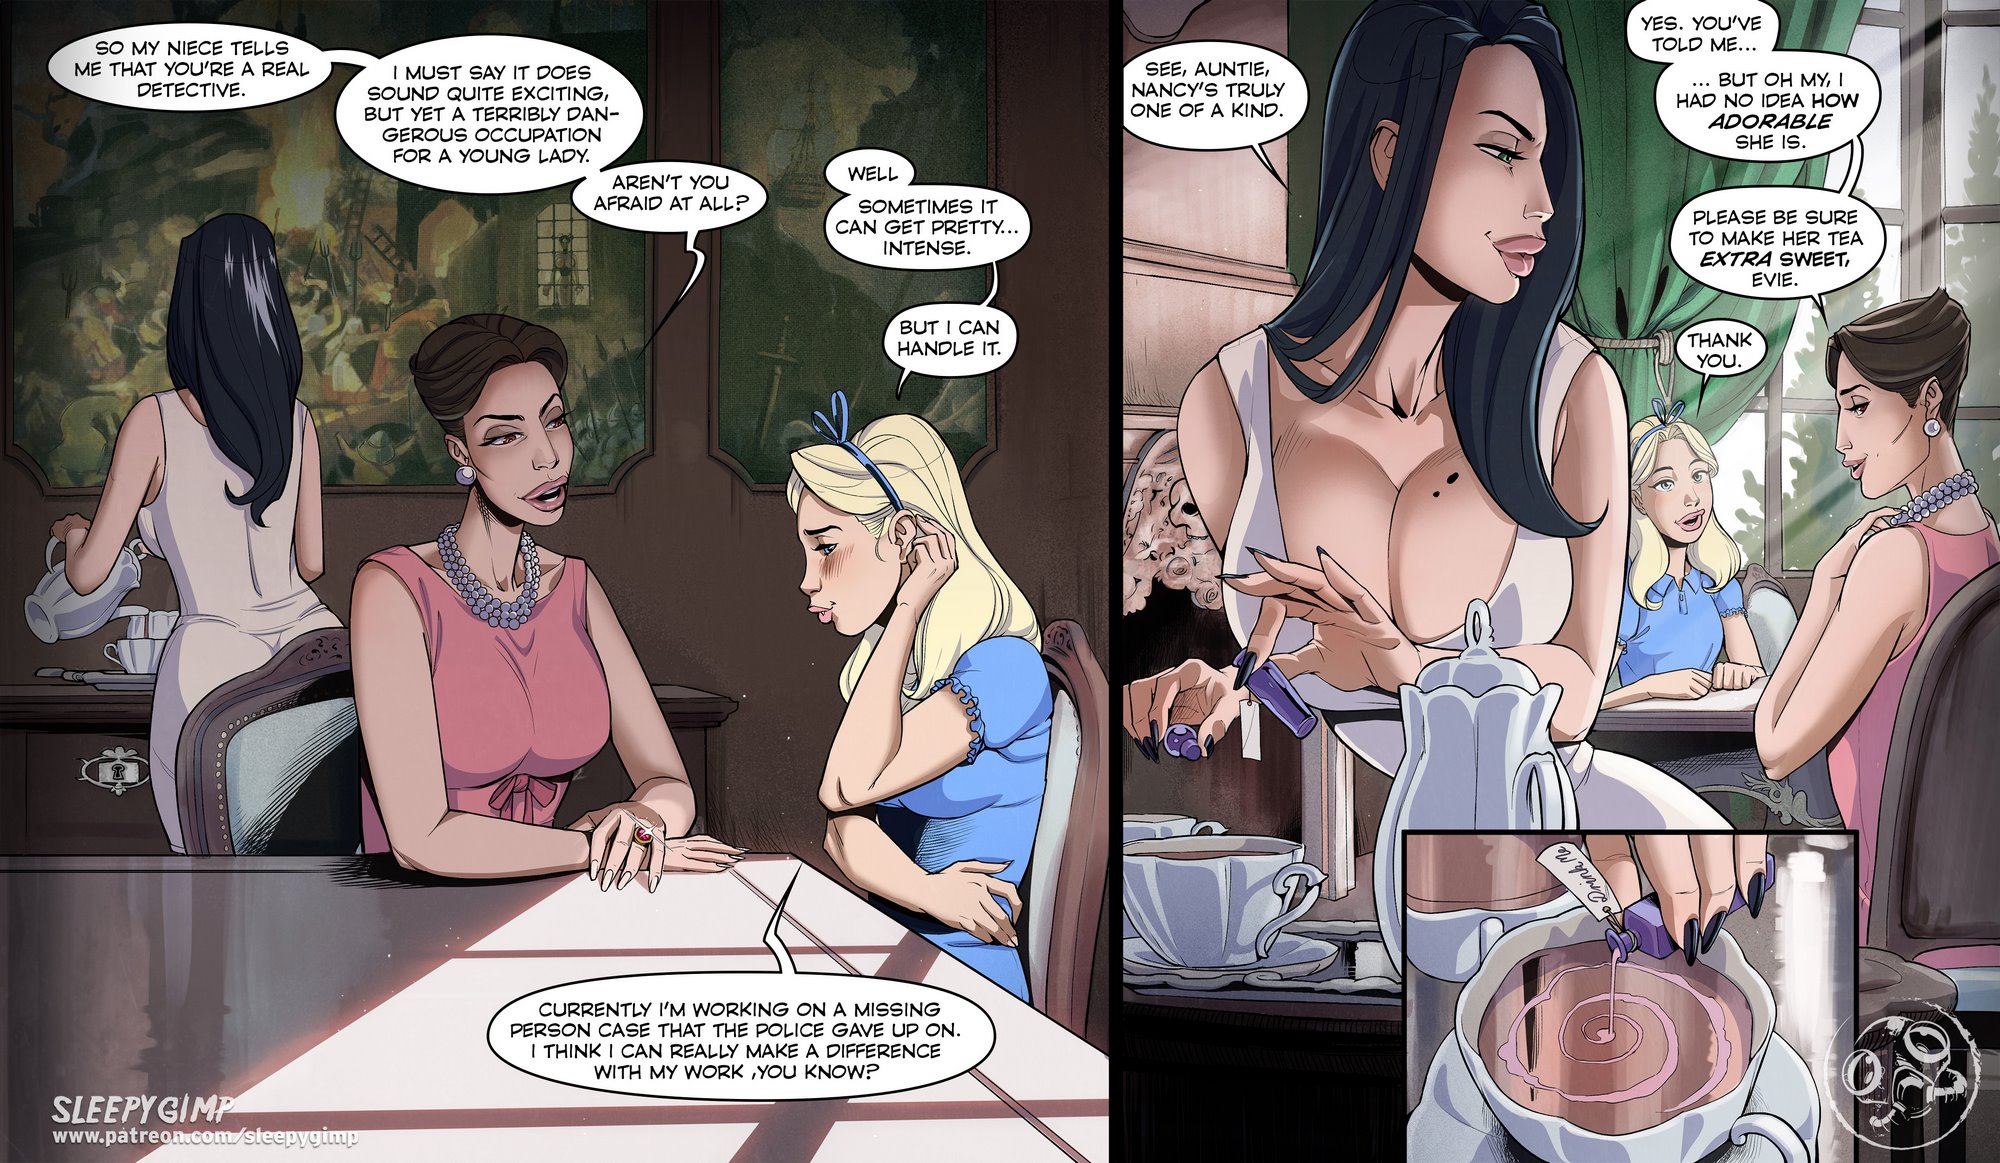 SO MY NIECE TELLS
ME THAT YOU'RE A REAL
DETECTIVE.
I MUST SAY IT DOES
SOUND QUITE EXCITING,
BUT YET A TERRIBLY DAN-
GEROUS OCCUPATION
FOR A YOUNG LADY.
AREN'T YOU
AFRAID AT ALL?
WELL
SOMETIMES IT
CAN GET PRETTY...
INTENSE.
BUT I CAN
HANDLE IT.
CURRENTLY I'M WORKING ON A MISSING
PERSON CASE THAT THE POLICE GAVE UP ON.
I THINK I CAN REALLY MAKE A DIFFERENCE
WITH MY WORK ,YOU KNOW?
SLEEPYGIMP
www.patreon.com/sleepygimp
SEE, AUNTIE,
NANCY'S TRULY
ONE OF A KIND.
YES. YOU'VE
TOLD ME...
... BUT OH MY, I
HAD NO IDEA HOW
ADORABLE
SHE IS.
PLEASE BE SURE
TO MAKE HER TEA
EXTRA SWEET,
EVIE.
THANK
YOU.
Drink Me